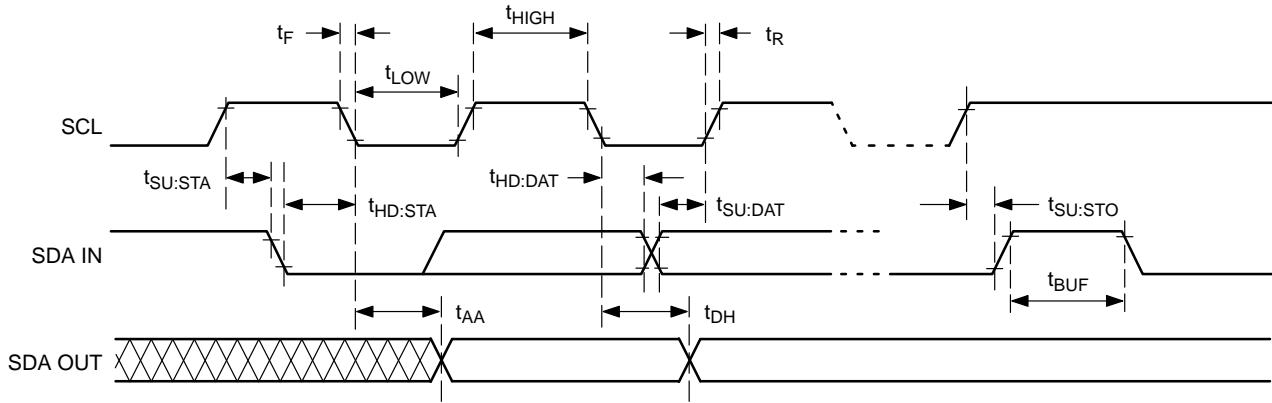 tHIGH
tF
tR
tLOW
SCL
tSU:STA
tHD:STA
tHD:DAT
tSU:DAT
tSU:STO
SDA IN
tBUF
tAA
tDH
SDA OUT